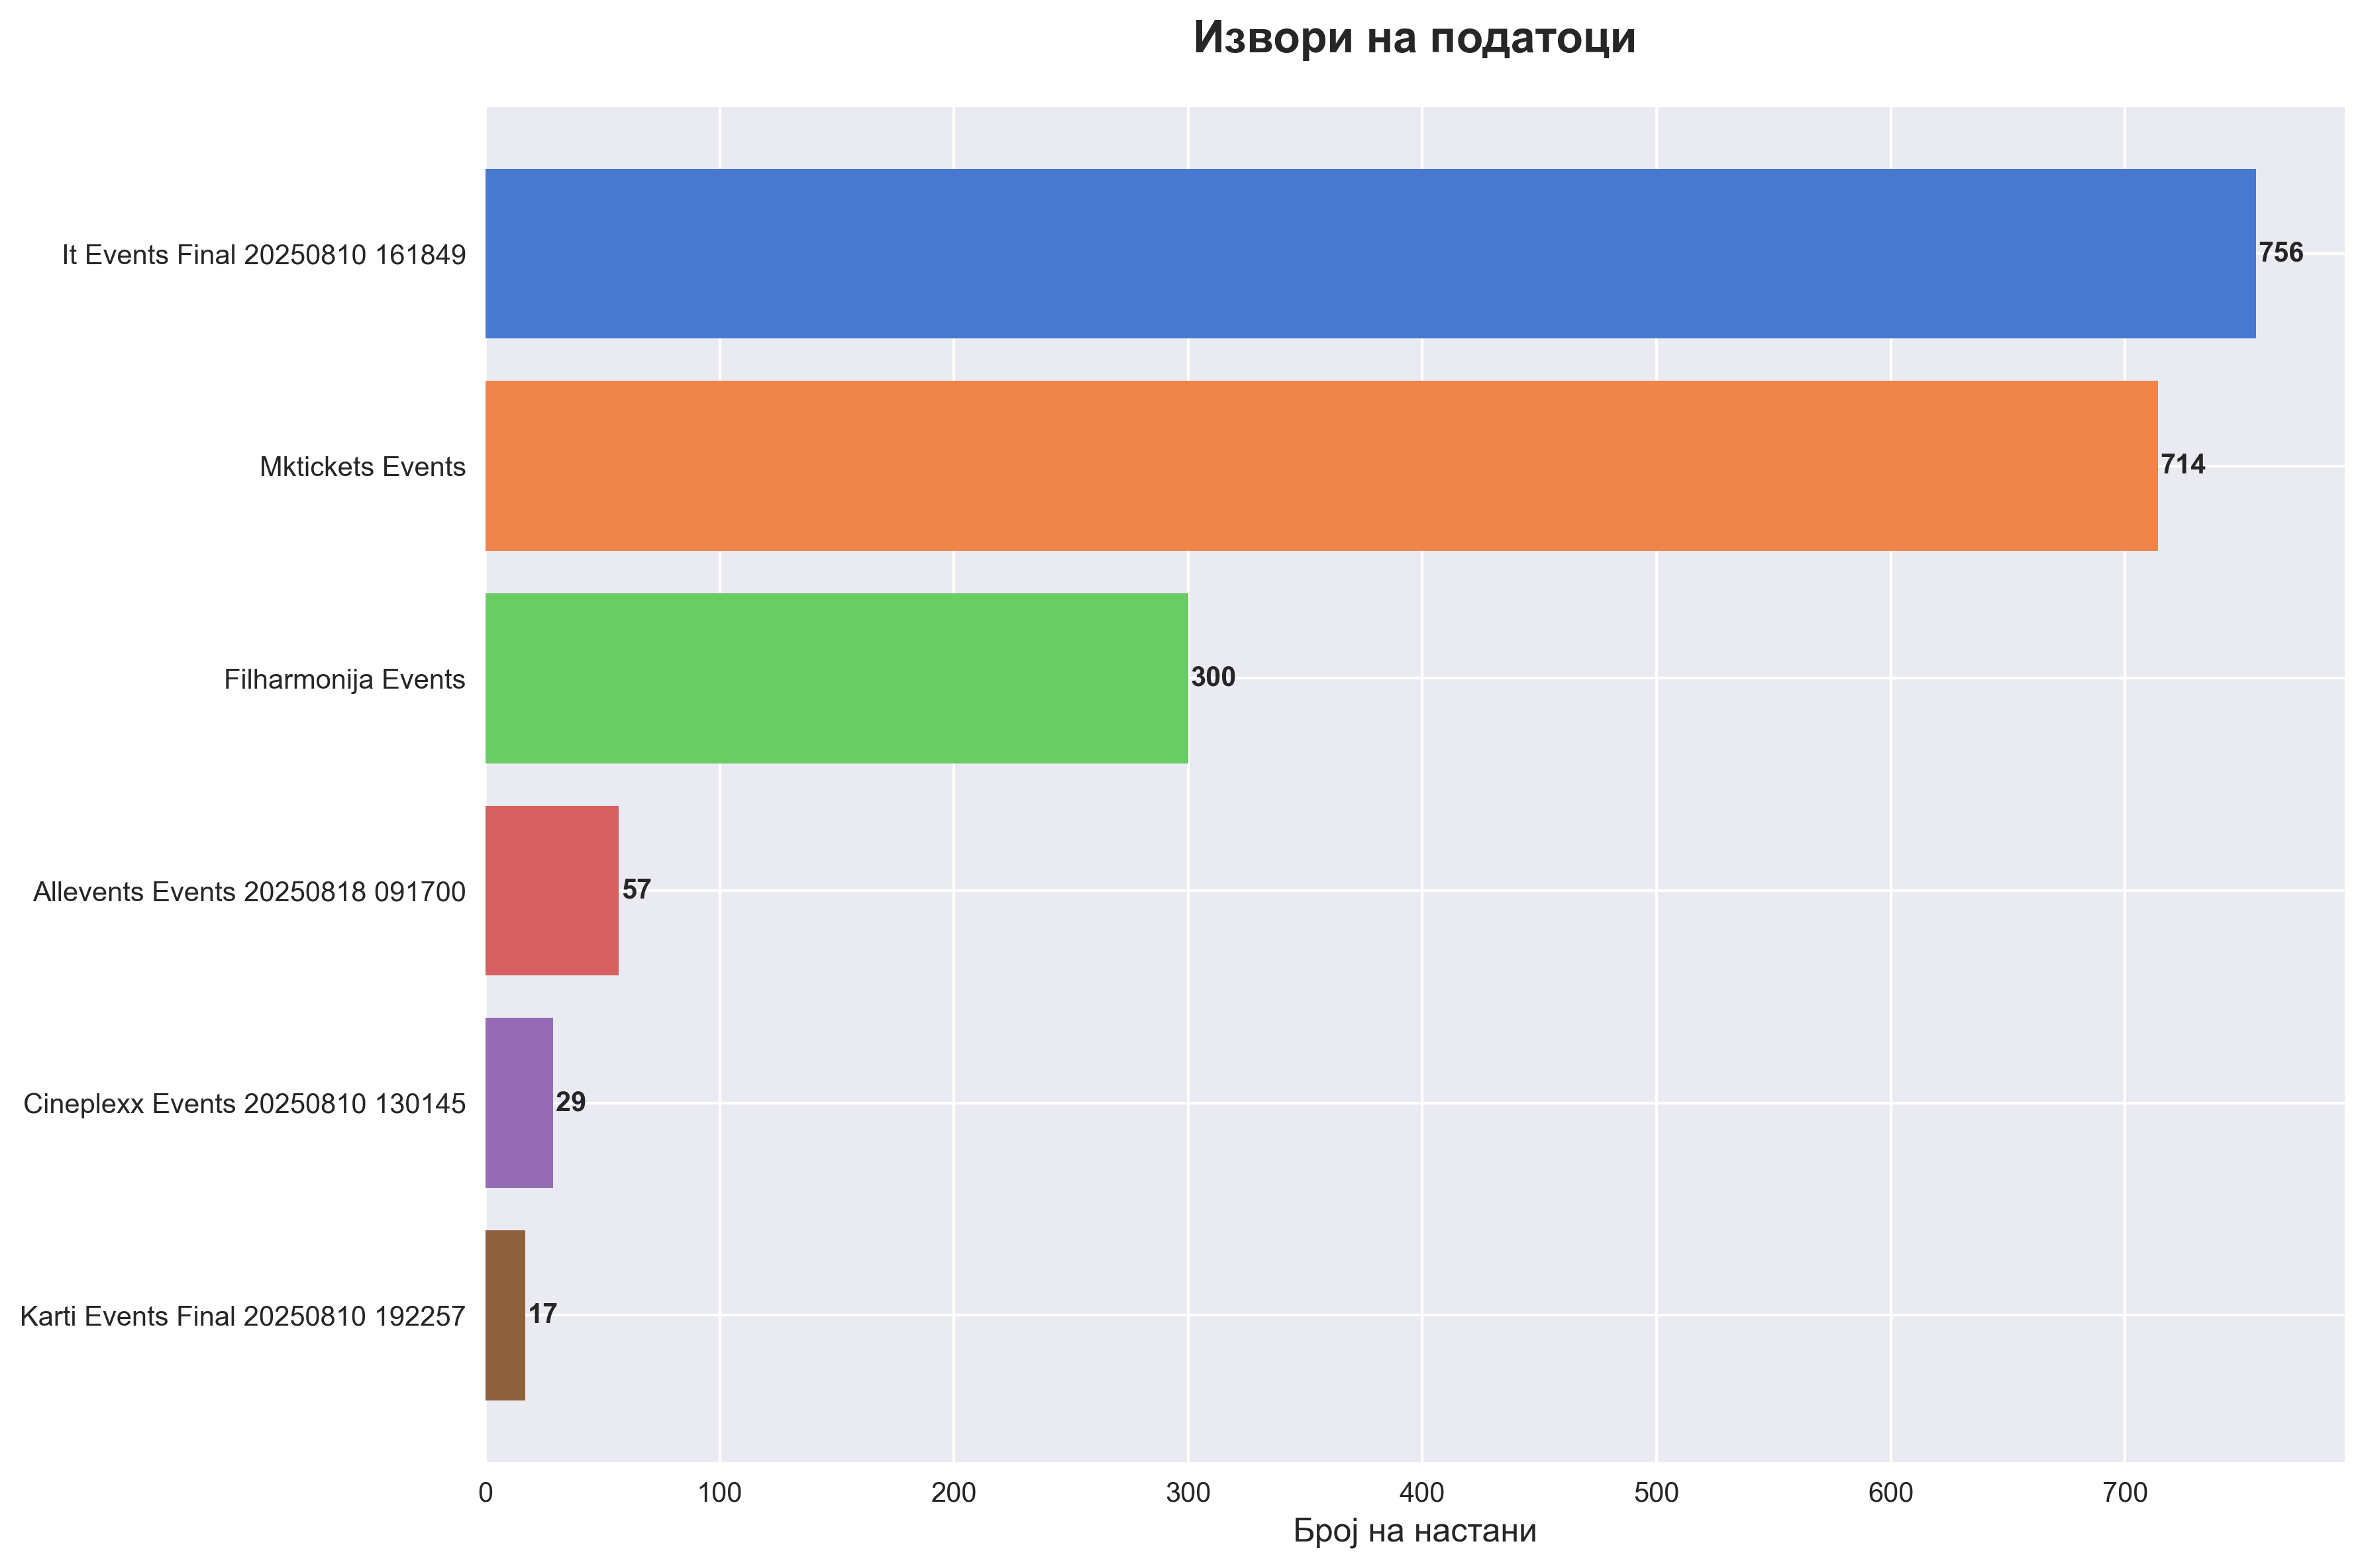 Извори на податоци
It Events Final 20250810 161849
756
Mktickets Events
714
Filharmonija Events
300
Allevents Events 20250818 091700
57
Cineplexx Events 20250810 130145
29
Karti Events Final 20250810 192257
17
0 100 200 300 400 500 600 700
Број на настани